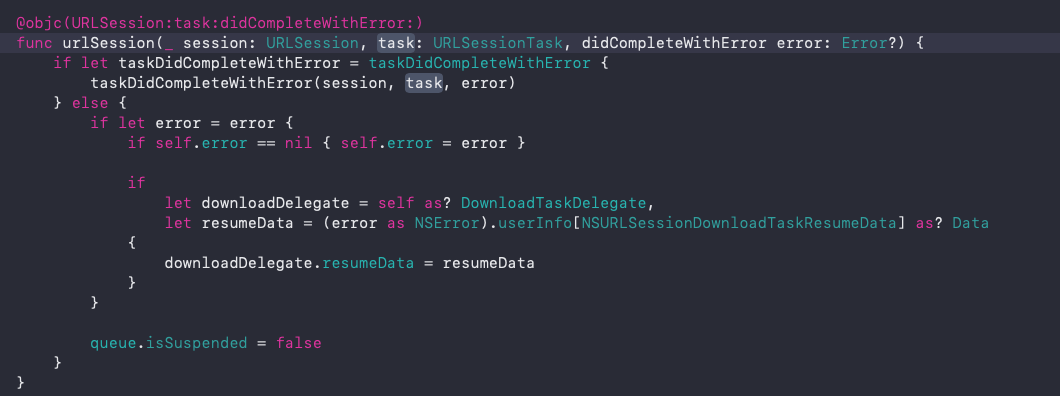 @objc(URLSession:task:didCompleteWithError:)
func urlSession(_ session: URLSession, task: URLSessionTask, didCompleteWithError error: Error?) {
    if let taskDidCompleteWithError = taskDidCompleteWithError {
        taskDidCompleteWithError(session, task, error)
    } else {
        if let error = error {
            if self.error == nil { self.error = error }

            if
                let downloadDelegate = self as? DownloadTaskDelegate,
                let resumeData = (error as NSError).userInfo[NSURLSessionDownloadTaskResumeData] as? Data
            {
                downloadDelegate.resumeData = resumeData
            }
        }

        queue.isSuspended = false
    }
}